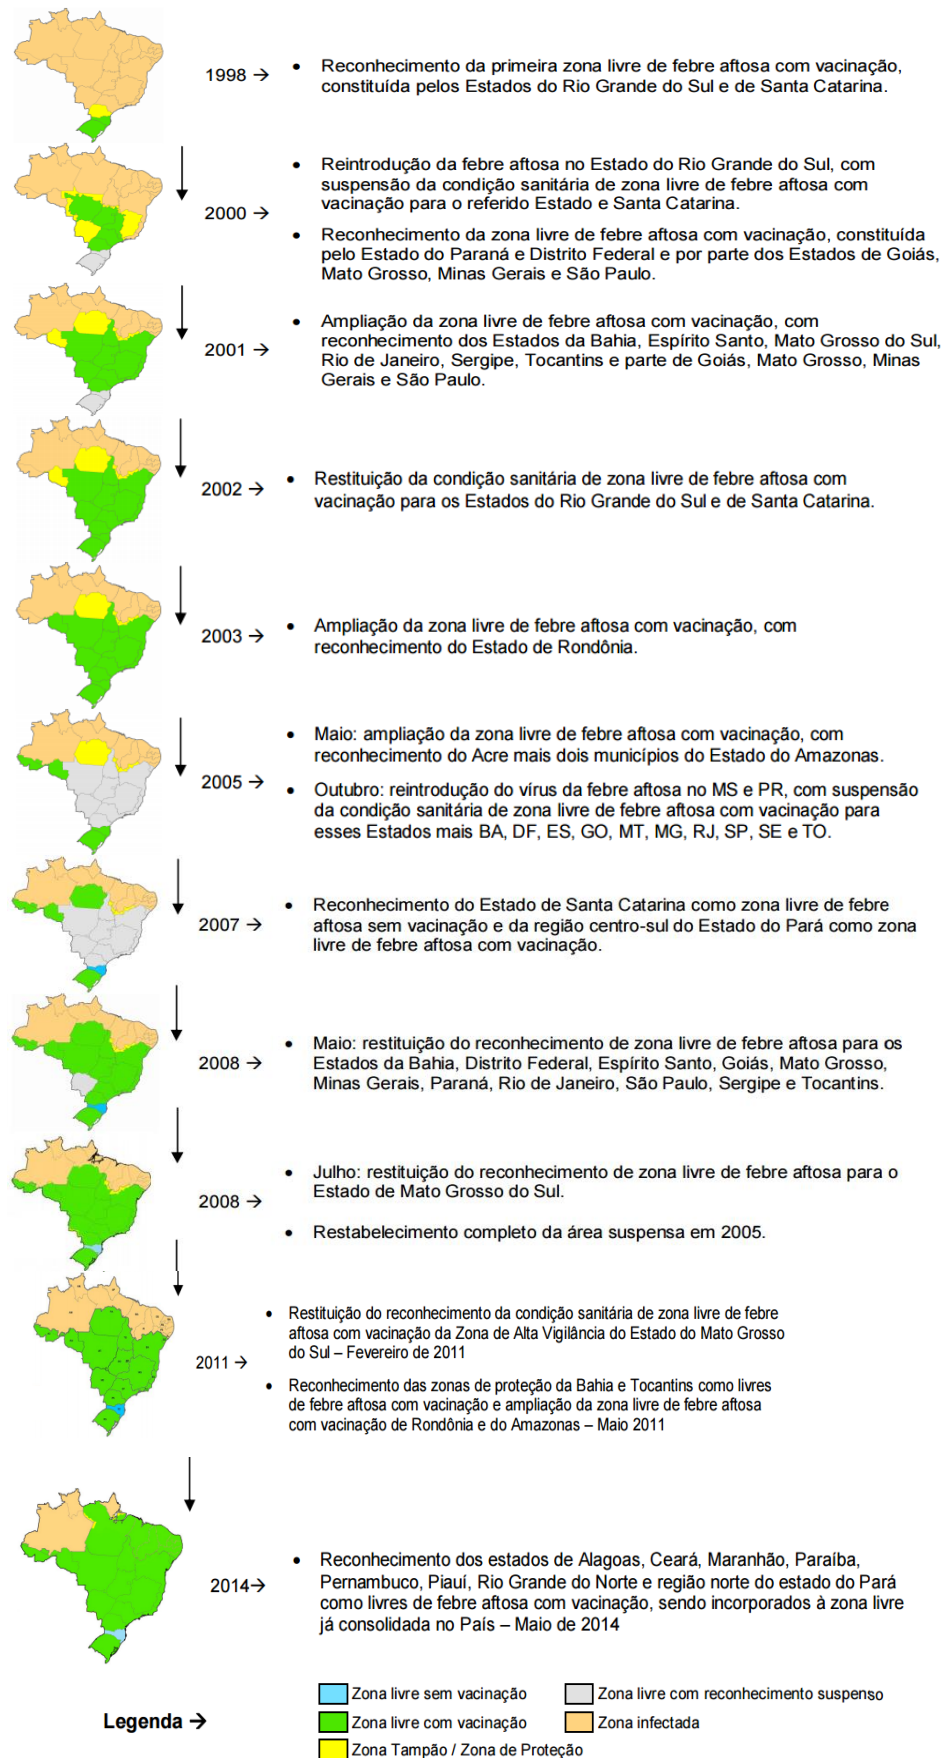 1998 →
• Reconhecimento da primeira zona livre de febre aftosa com vacinação,
constituída pelos Estados do Rio Grande do Sul e de Santa Catarina.
2000 →
• Reintrodução da febre aftosa no Estado do Rio Grande do Sul, com
suspensão da condição sanitária de zona livre de febre aftosa com
vacinação para o referido Estado e Santa Catarina.
• Reconhecimento da zona livre de febre aftosa com vacinação, constituída
pelo Estado do Paraná e Distrito Federal e por parte dos Estados de Goiás,
Mato Grosso, Minas Gerais e São Paulo.
2001 →
• Ampliação da zona livre de febre aftosa com vacinação, com
reconhecimento dos Estados da Bahia, Espírito Santo, Mato Grosso do Sul,
Rio de Janeiro, Sergipe, Tocantins e parte de Goiás, Mato Grosso, Minas
Gerais e São Paulo.
2002 →
• Restituição da condição sanitária de zona livre de febre aftosa com
vacinação para os Estados do Rio Grande do Sul e de Santa Catarina.
2003 →
• Ampliação da zona livre de febre aftosa com vacinação, com
reconhecimento do Estado de Rondônia.
2005 →
• Maio: ampliação da zona livre de febre aftosa com vacinação, com
reconhecimento do Acre mais dois municípios do Estado do Amazonas.
• Outubro: reintrodução do vírus da febre aftosa no MS e PR, com suspensão
da condição sanitária de zona livre de febre aftosa com vacinação para
esses Estados mais BA, DF, ES, GO, MT, MG, RJ, SP, SE e TO.
2007 →
• Reconhecimento do Estado de Santa Catarina como zona livre de febre
aftosa sem vacinação e da região centro-sul do Estado do Pará como zona
livre de febre aftosa com vacinação.
2008 →
• Maio: restituição do reconhecimento de zona livre de febre aftosa para os
Estados da Bahia, Distrito Federal, Espírito Santo, Goiás, Mato Grosso,
Minas Gerais, Paraná, Rio de Janeiro, São Paulo, Sergipe e Tocantins.
2008 →
• Julho: restituição do reconhecimento de zona livre de febre aftosa para o
Estado de Mato Grosso do Sul.
• Restabelecimento completo da área suspensa em 2005.
2011 →
• Restituição do reconhecimento da condição sanitária de zona livre de febre
aftosa com vacinação da Zona de Alta Vigilância do Estado do Mato Grosso
do Sul – Fevereiro de 2011
• Reconhecimento das zonas de proteção da Bahia e Tocantins como livres
de febre aftosa com vacinação e ampliação da zona livre de febre aftosa
com vacinação de Rondônia e do Amazonas – Maio 2011
2014→
• Reconhecimento dos estados de Alagoas, Ceará, Maranhão, Paraíba,
Pernambuco, Piauí, Rio Grande do Norte e região norte do estado do Pará
como livres de febre aftosa com vacinação, sendo incorporados à zona livre
já consolidada no País – Maio de 2014
Legenda →
Zona livre sem vacinação
Zona livre com reconhecimento suspenso
Zona livre com vacinação
Zona infectada
Zona Tampão / Zona de Proteção